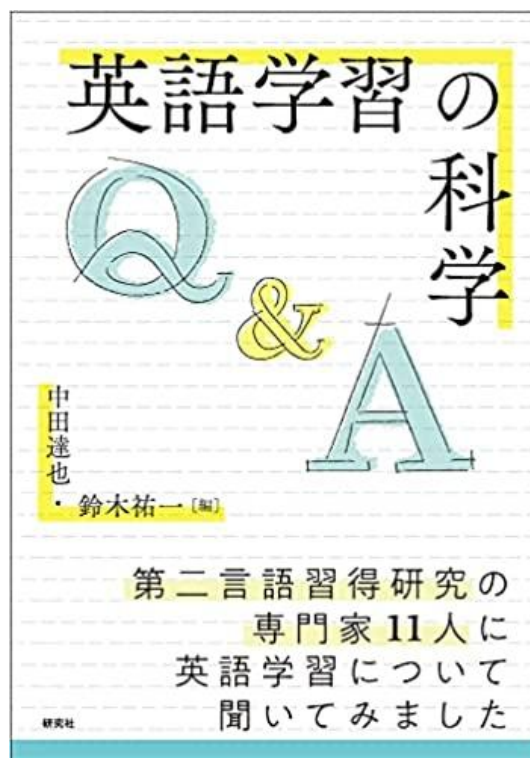 英語学習の
科学
Q
&
A
中田達也・
鈴木祐一[編]
第二言語習得研究の
専門家11人に
英語学習について
聞いてみました
研究社